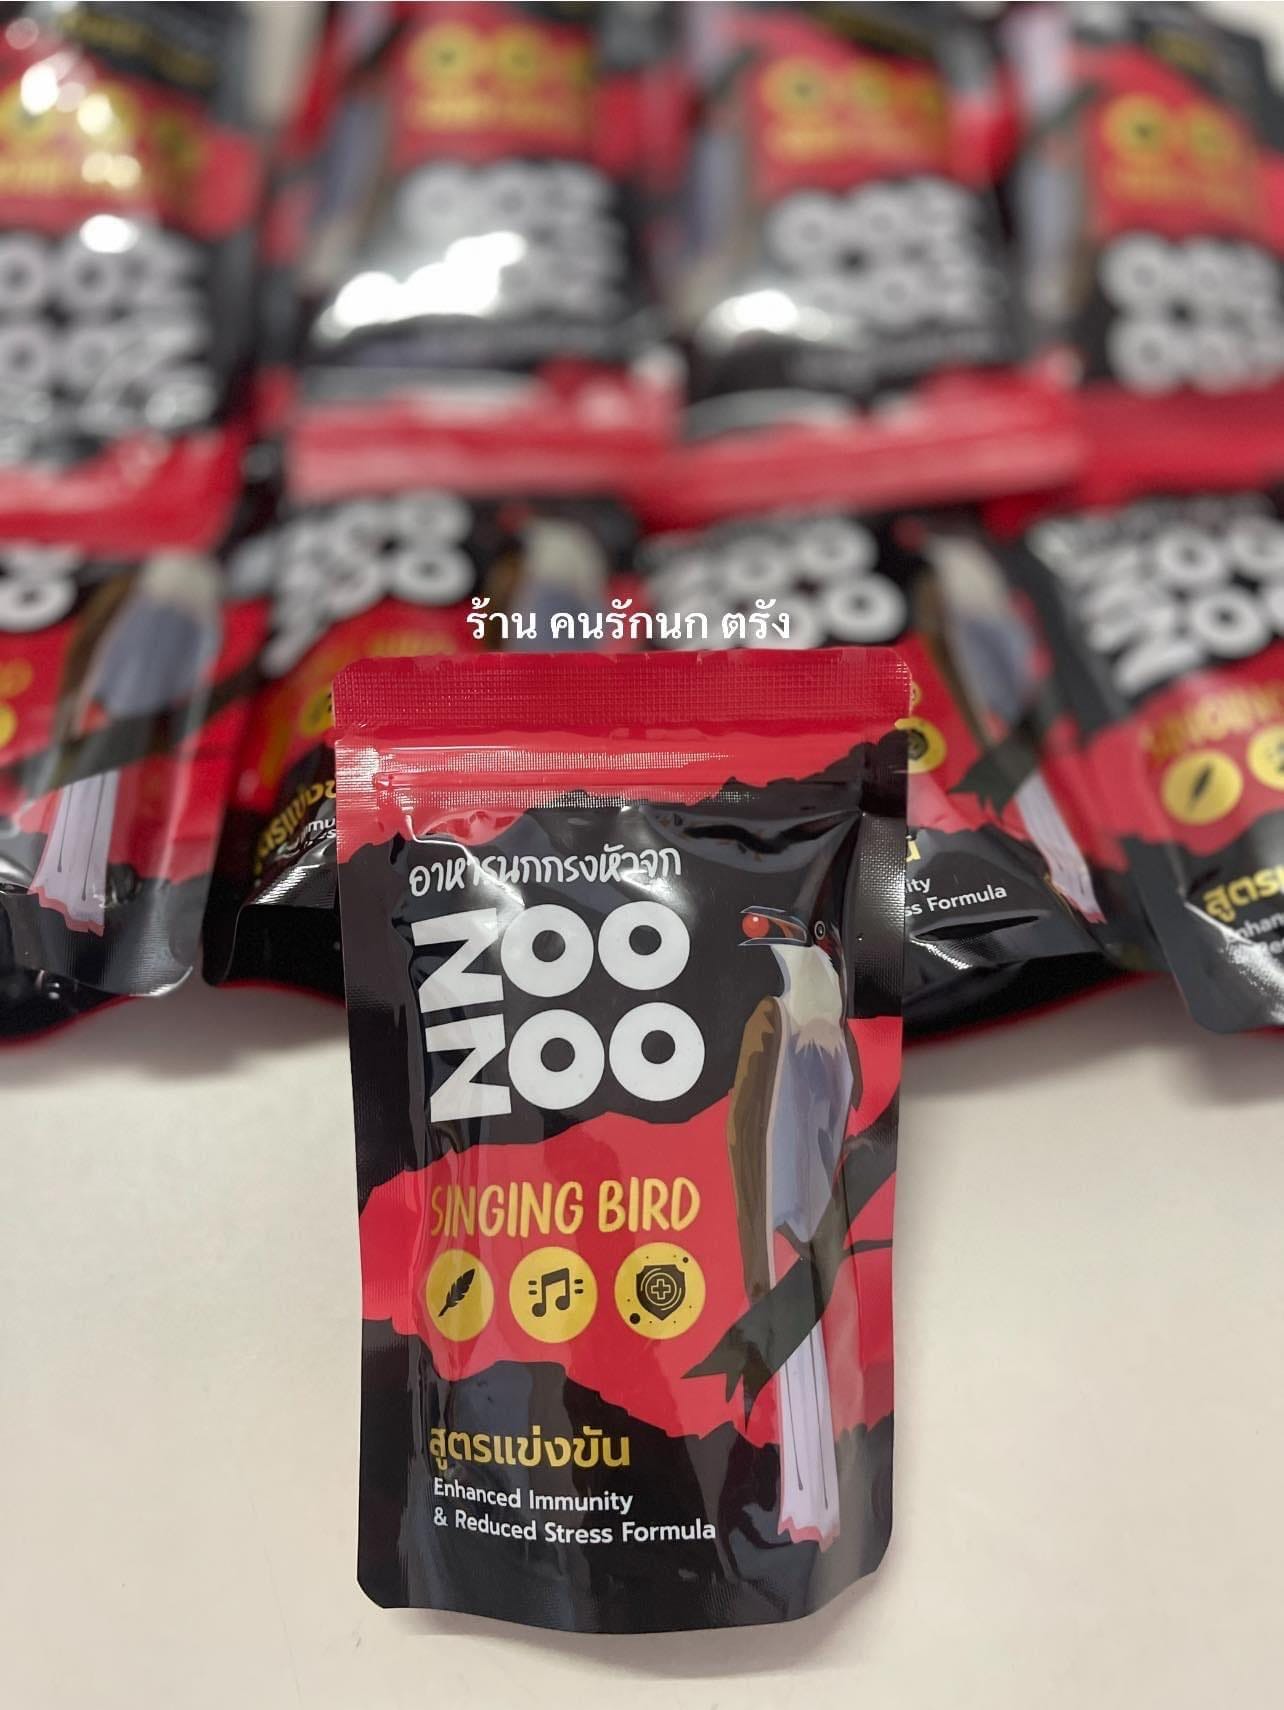 ร้าน คนรักนก ตรัง
อาหารนกกรงหัวจุก
NOO
NOO
SINGING BIRD
สูตรแข่งขัน
Enhanced Immunity
& Reduced Stress Formula